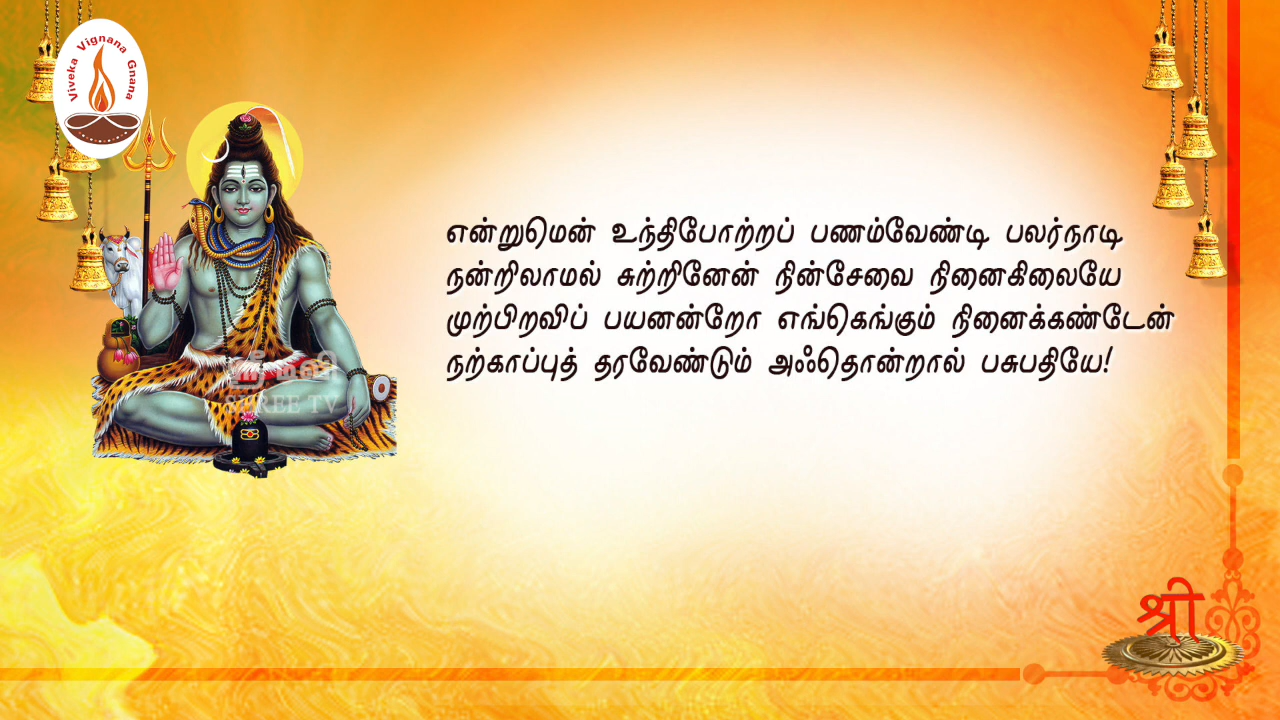 Viveka Vignana Gnana
என்றுமென் உந்திபோற்றப் பணம்வேண்டி பலர்நாடி
நன்றிலாமல் சுற்றினேன் நின்சேவை நினைகிலையே
முற்பிறவிப் பயனன்றோ எங்கெங்கும் நினைக்கண்டேன்
நற்காப்புத் தரவேண்டும் அஃதொன்றால் பசுபதியே!
SHREE TV
श्री